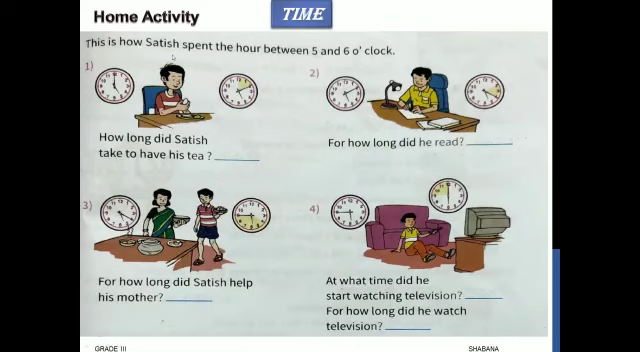 Home Activity
TIME
This is how Satish spent the hour between 5 and 6 o' clock.
1)
How long did Satish
take to have his tea ?
2)
For how long did he read?
3)
For how long did Satish help
his mother?
4)
At what time did he
start watching television?
For how long did he watch
television?
GRADE III
SHABANA